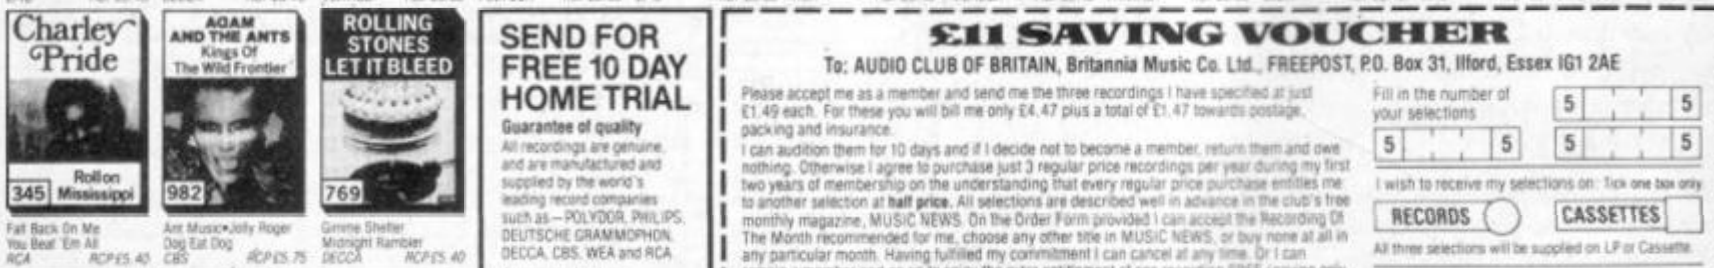 Charley
Pride
Roll on
345 Mississippi
Fall Back On Me
You Beat 'Em All
RCA RCP £5.40
ADAM
AND THE ANTS
Kings Of
The Wild Frontier
982
Ant Music•Jolly Roger
Dog Eat Dog
CBS RCP £5.75
ROLLING
STONES
LET IT BLEED
769
Gimme Shelter
Midnight Rambler
DECCA RCP £5.40
SEND FOR
FREE 10 DAY
HOME TRIAL
Guarantee of quality
All recordings are genuine,
and are manufactured and
supplied by the world's
leading record companies
such as—POLYDOR, PHILIPS,
DEUTSCHE GRAMMOPHON,
DECCA, CBS, WEA and RCA.
£11 SAVING VOUCHER
To: AUDIO CLUB OF BRITAIN, Britannia Music Co. Ltd., FREEPOST, P.O. Box 31, Ilford, Essex IG1 2AE
Please accept me as a member and send me the three recordings I have specified at just
£1.49 each. For these you will bill me only £4.47 plus a total of £1.47 towards postage,
packing and insurance.
I can audition them for 10 days and if I decide not to become a member, return them and owe
nothing. Otherwise I agree to purchase just 3 regular price recordings per year during my first
two years of membership on the understanding that every regular price purchase entitles me
to another selection at half price. All selections are described well in advance in the club's free
monthly magazine, MUSIC NEWS. On the Order Form provided I can accept the Recording Of
The Month recommended for me, choose any other title in MUSIC NEWS, or buy none at all in
any particular month. Having fulfilled my commitment I can cancel at any time. Or I can
Fill in the number of
your selections
5 5
5 5
5 5
I wish to receive my selections on: Tick one box only
RECORDS
CASSETTES
All three selections will be supplied on LP or Cassette.